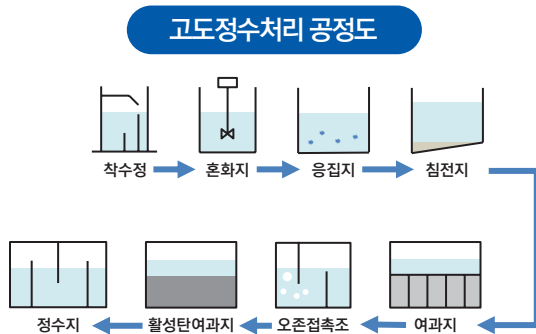 고도정수처리 공정도
착수정
혼화지
응집지
침전지
정수지
활성탄여과지
오존접촉조
여과지